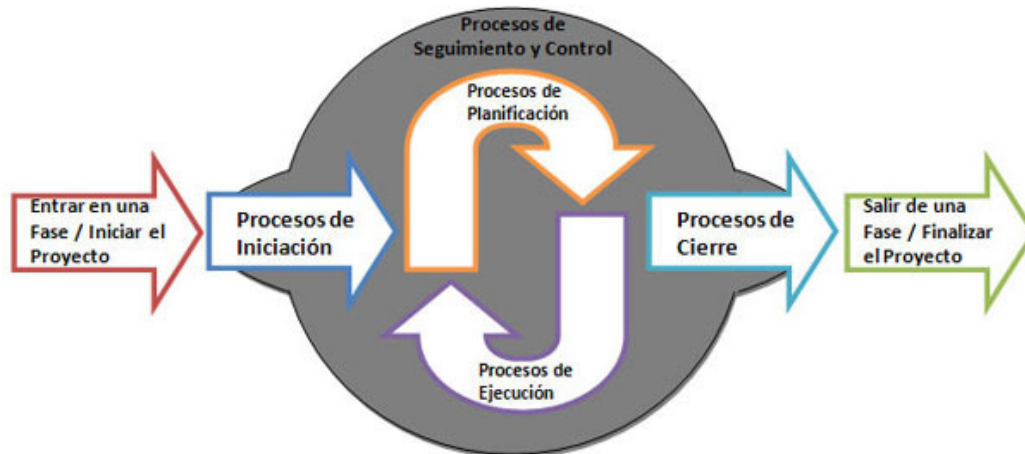 Procesos de
Seguimiento y Control
Procesos de
Planificación
Entrar en una
Fase / Iniciar el
Proyecto
Procesos de
Iniciación
Procesos de
Cierre
Salir de una
Fase / Finalizar
el Proyecto
Procesos de
Ejecución